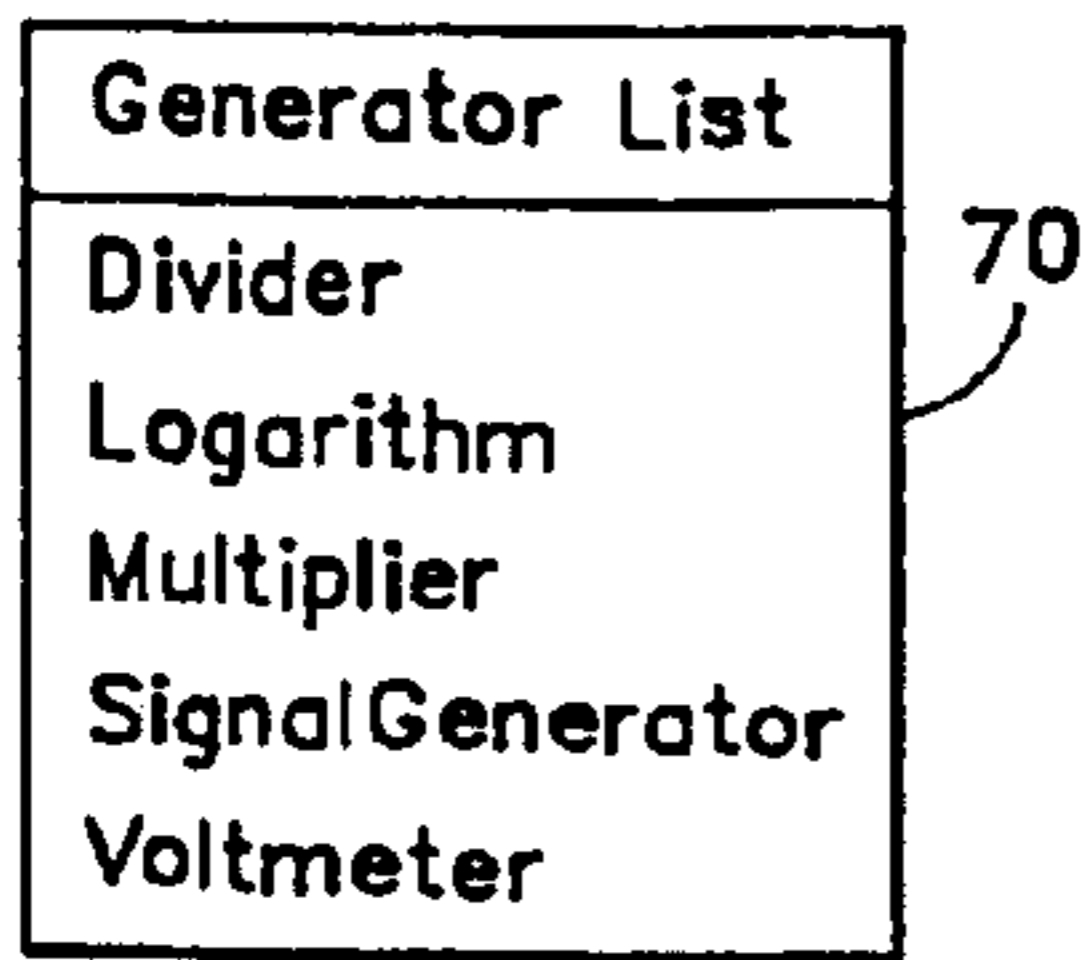 Generator List
Divider
70
Logarithm
Multiplier
SignalGenerator
Voltmeter